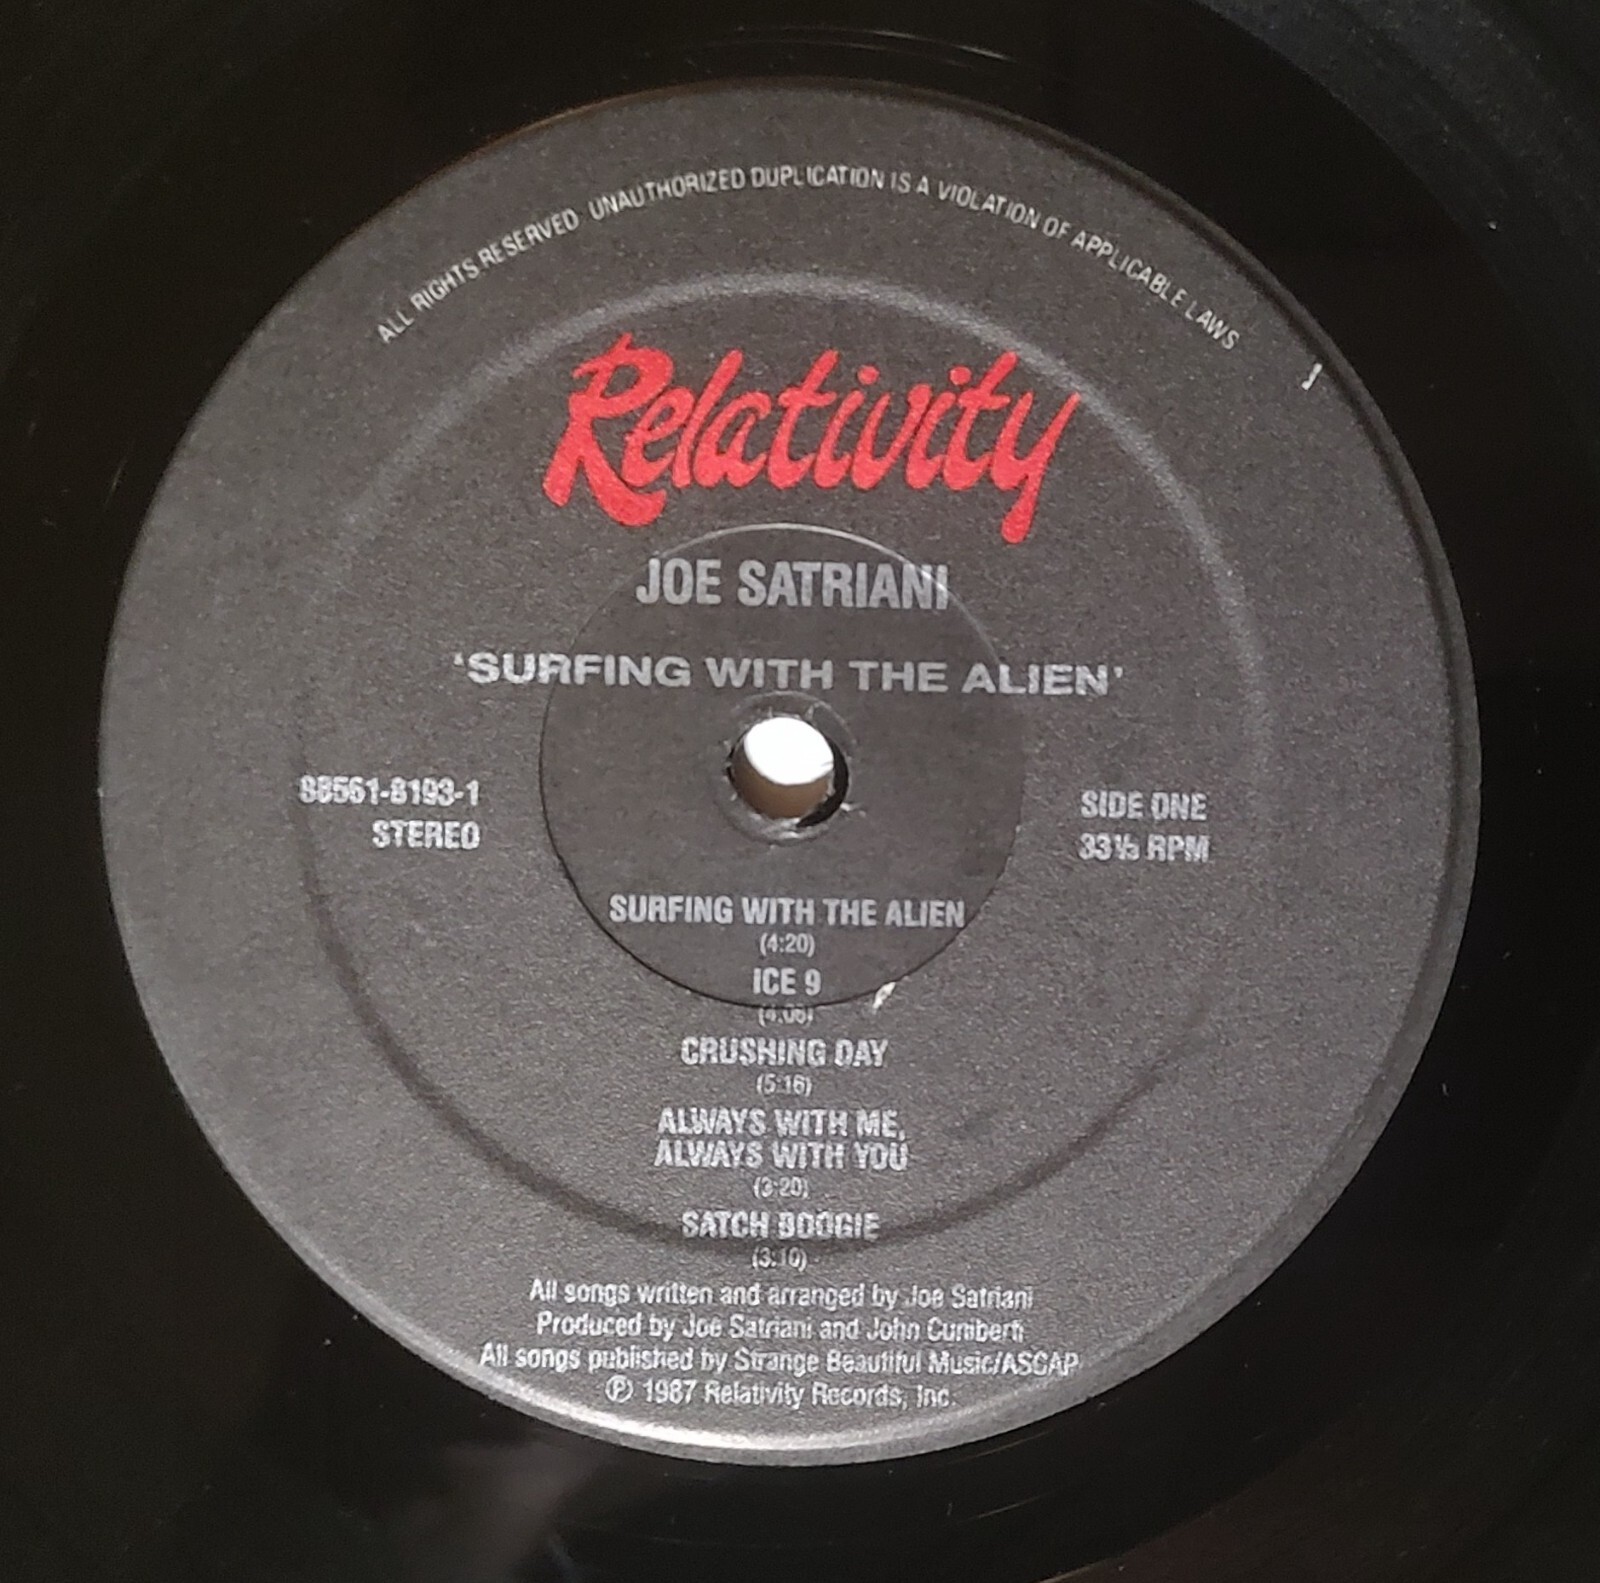 ALL RIGHTS RESERVED UNAUTHORIZED DUPLICATION IS A VIOLATION OF APPLICABLE LAWS
Relativity
JOE SATRIANI
'SURFING WITH THE ALIEN'
88561-8193-1
STEREO
SIDE ONE
33⅓ RPM
SURFING WITH THE ALIEN
(4:20)
ICE 9
CRUSHING DAY
(5:16)
ALWAYS WITH ME,
ALWAYS WITH YOU
(3:20)
SATCH BOOGIE
(3:10)
All songs written and arranged by Joe Satriani
Produced by Joe Satriani and John Cuniberti
All songs published by Strange Beautiful Music/ASCAP
℗ 1987 Relativity Records, Inc.